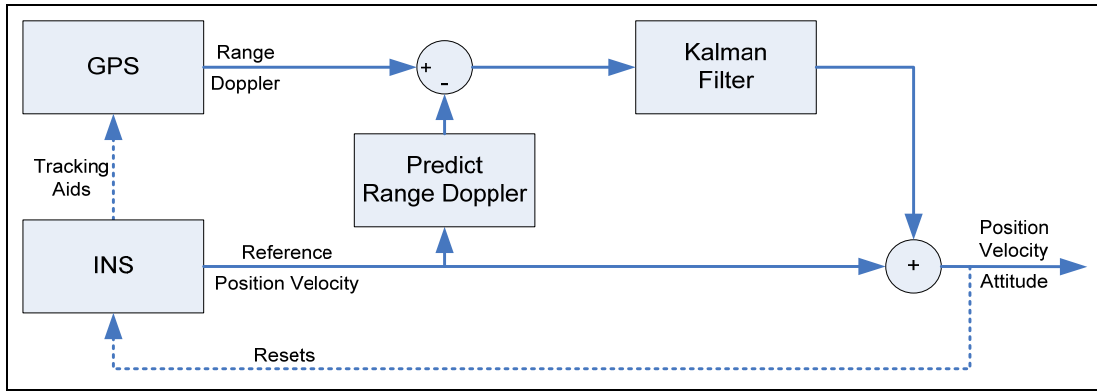 GPS
Range
Doppler
+
-
Kalman
Filter
Tracking
Aids
Predict
Range Doppler
INS
Reference
Position Velocity
+
Position
Velocity
Attitude
Resets